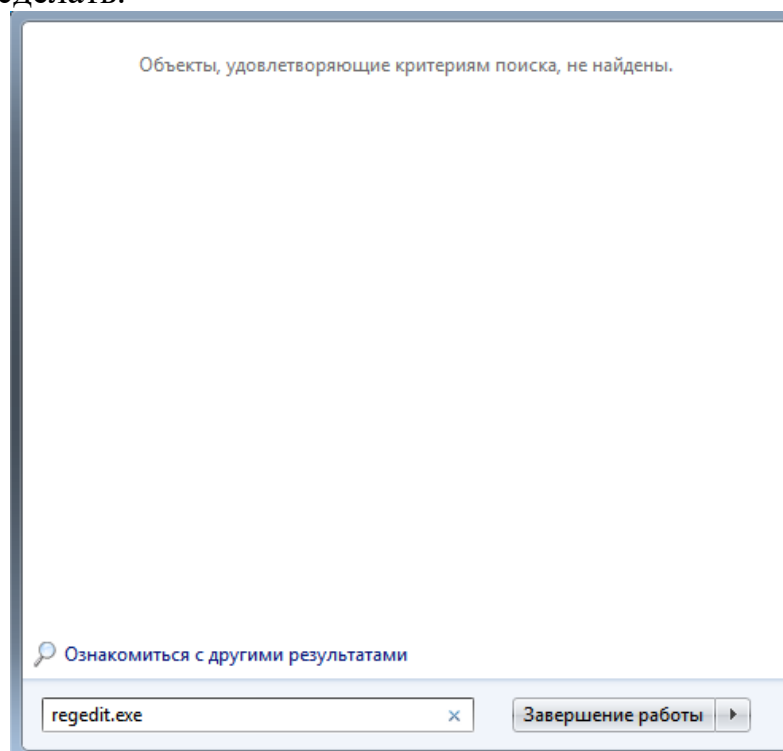 Объекты, удовлетворяющие критериям поиска, не найдены.
Ознакомиться с другими результатами
regedit.exe
Завершение работы